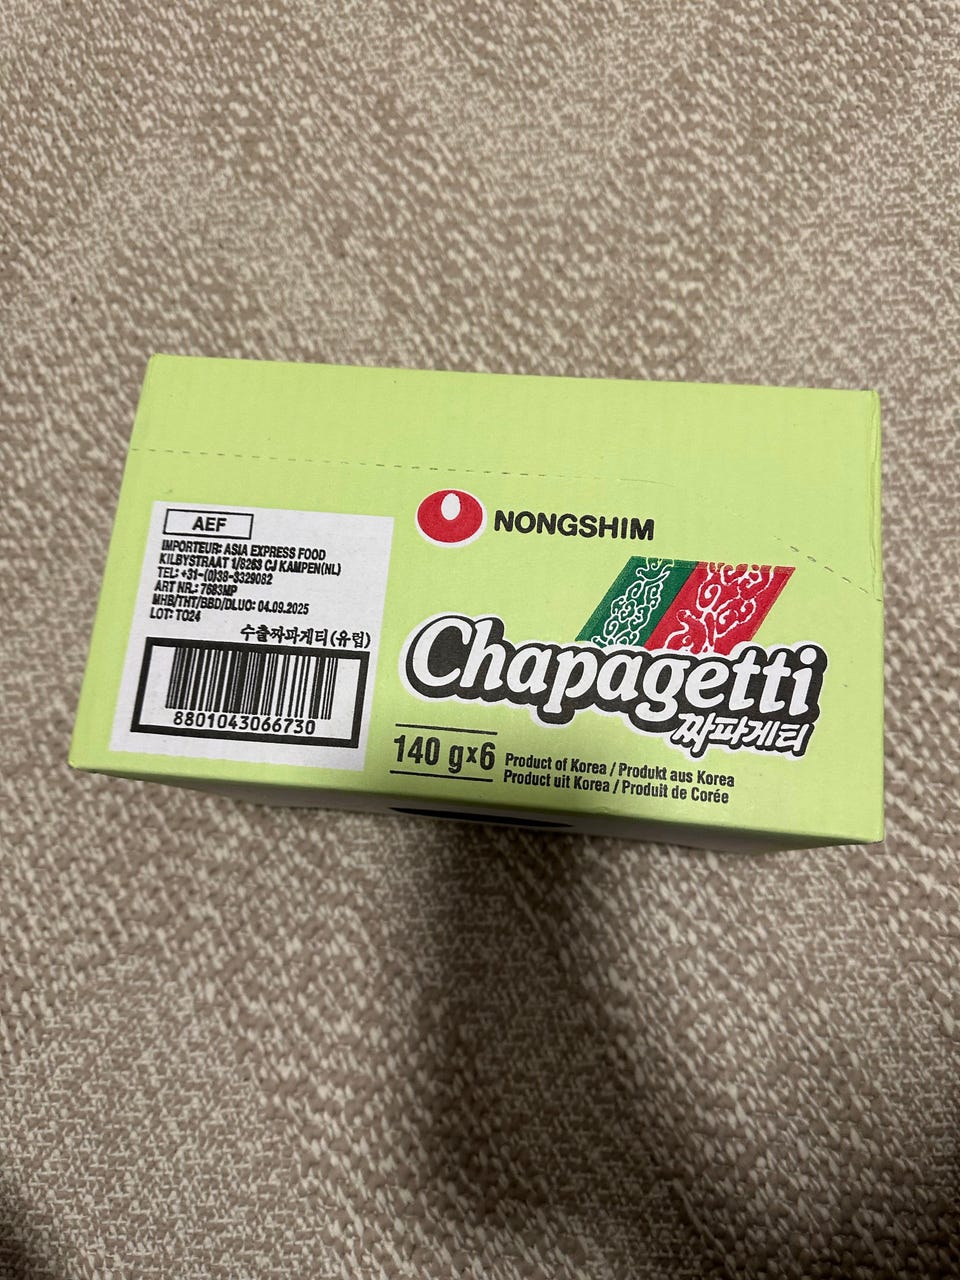 AEF
IMPORTEUR: ASIA EXPRESS FOOD
KILBYSTRAAT 1/8263 CJ KAMPEN(NL)
TEL: +31-(0)38-3329082
ART NR.: 7683MP
MHB/THT/BBD/DLUO: 04.09.2025
LOT: TO24
수출짜파게티(유럽)
8801043066730
NONGSHIM
Chapagetti
짜파게티
140 g×6
Product of Korea / Produkt aus Korea
Product uit Korea / Produit de Corée